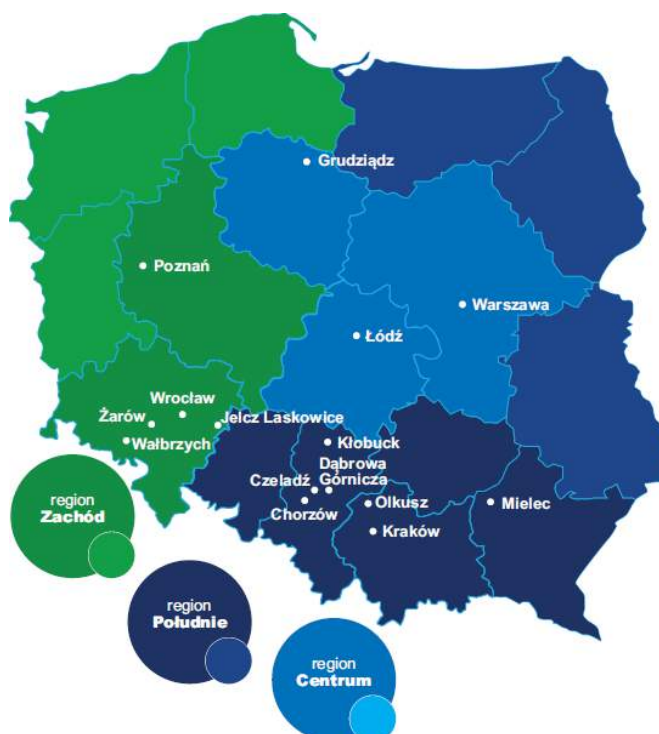 Grudziądz
Poznań
Warszawa
Łódź
Wrocław
Żarów
Jelcz Laskowice
Wałbrzych
Kłobuck
Dąbrowa
Górnicza
Czeladź
Chorzów
Olkusz
Mielec
Kraków
region
Zachód
region
Południe
region
Centrum